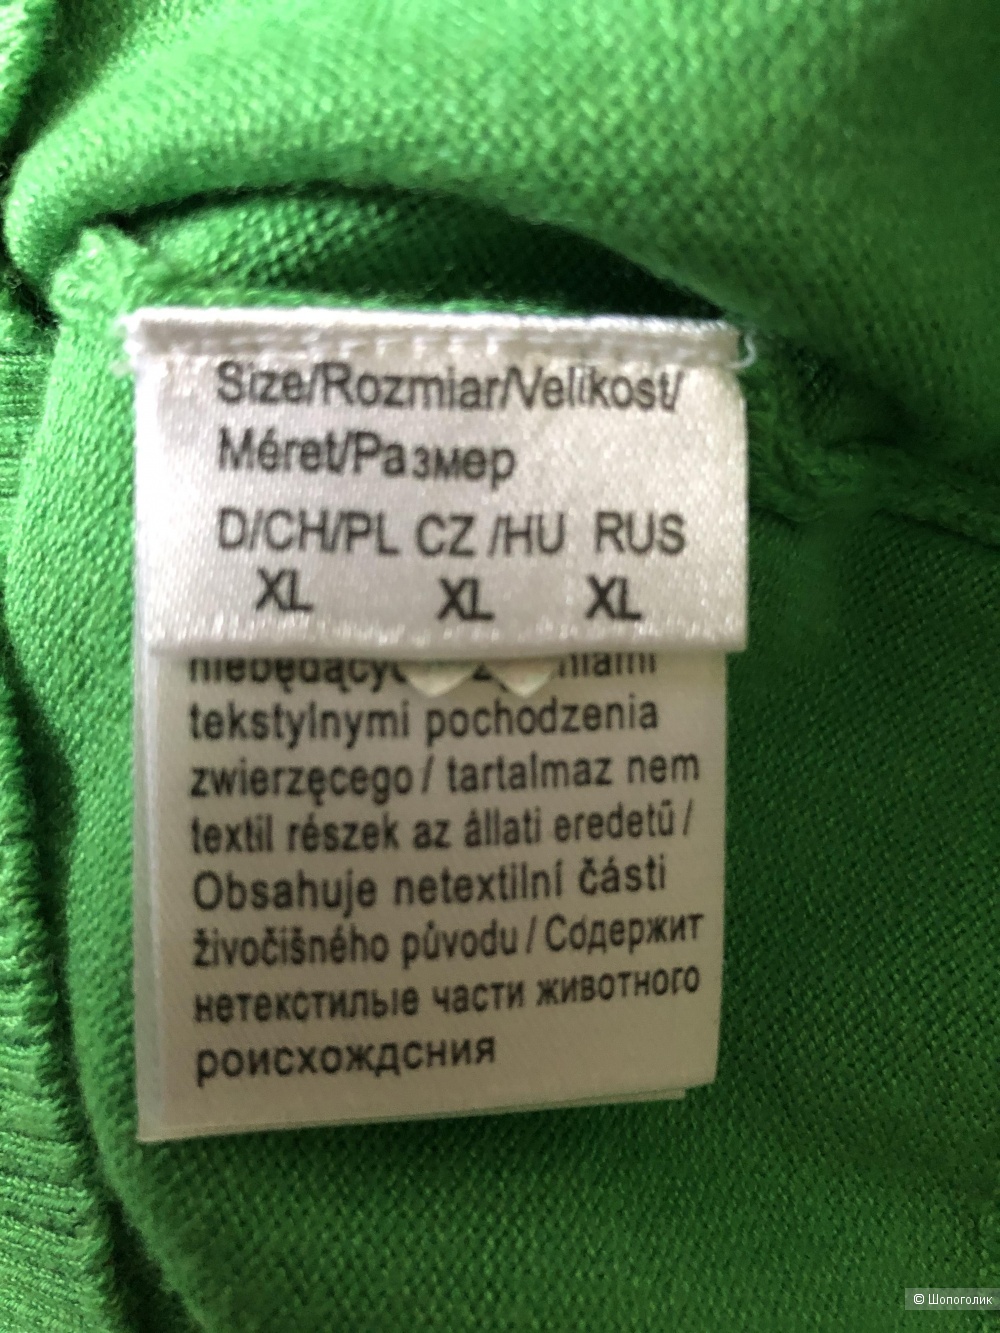 Size/Rozmiar/Velikost/
Méret/Размер
D/CH/PL CZ /HU RUS
XL XL XL
tekstylnymi pochodzenia
zwierzęcego / tartalmaz nem
textil részek az állati eredetű /
Obsahuje netextilní části
živočišného původu / Содержит
нетекстилые части животного
роисхождсния
© Шопоголик